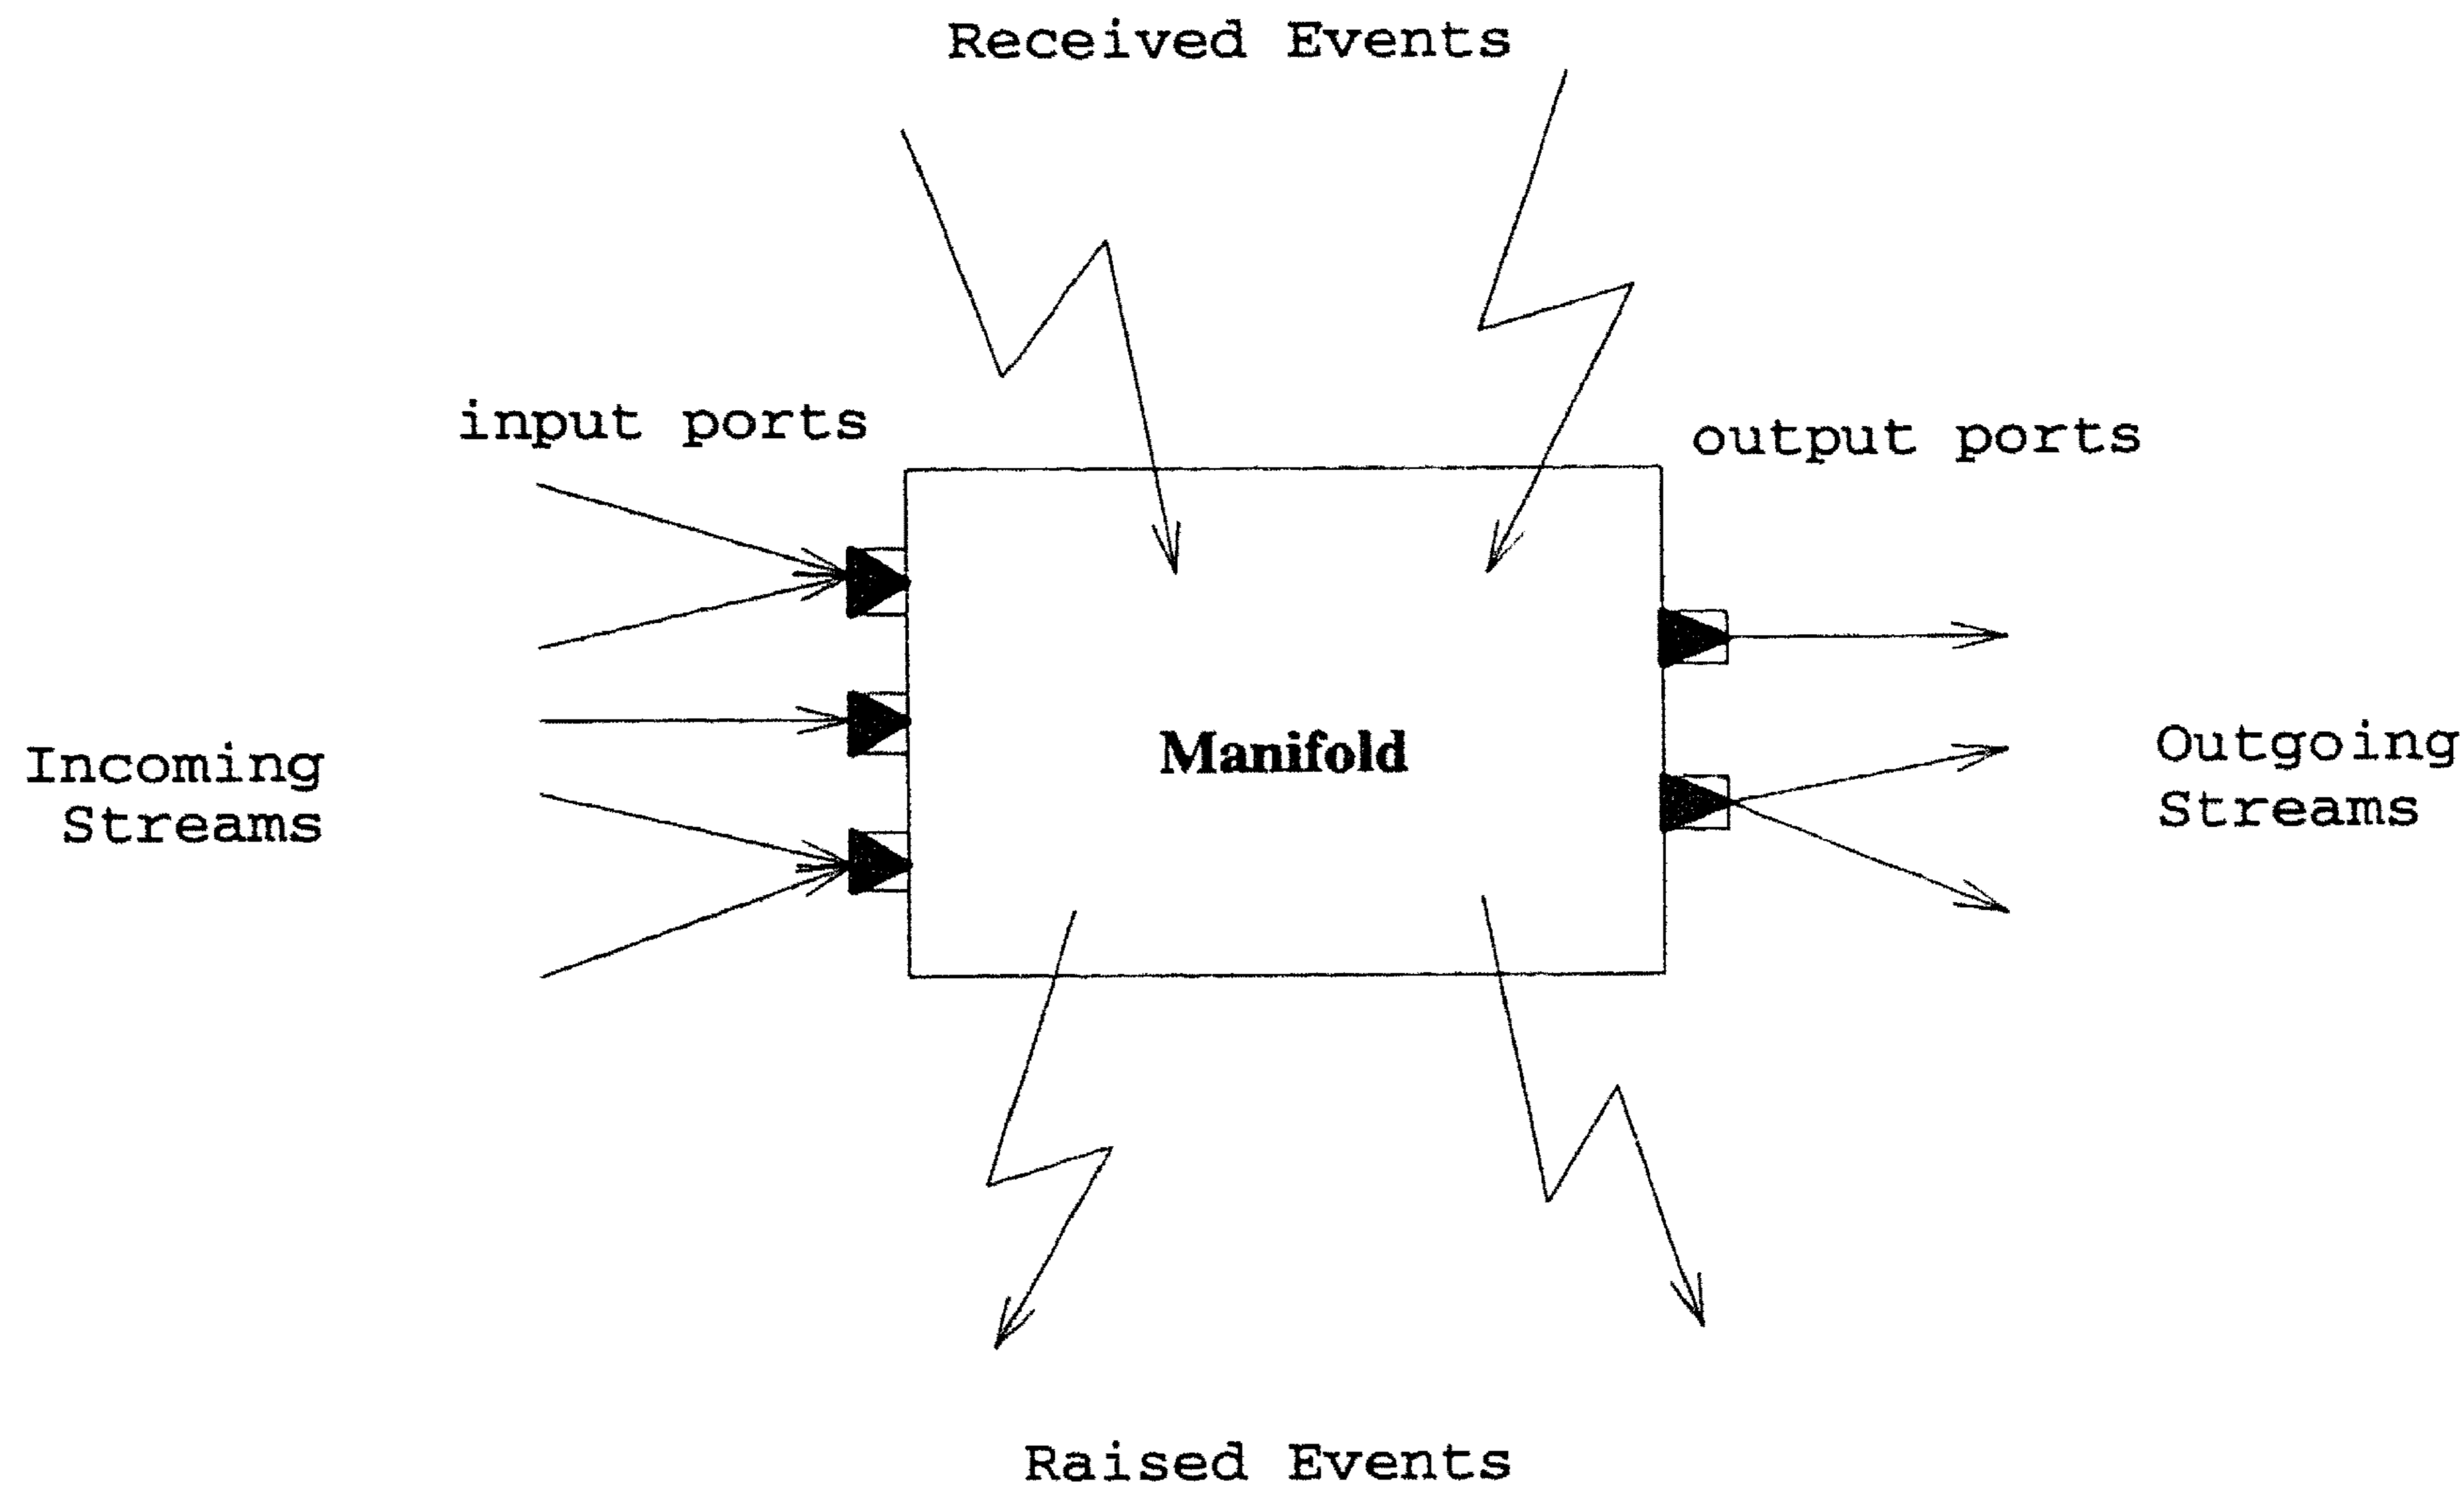 Received Events
input ports
output ports
Manifold
Incoming
Streams
Outgoing
Streams
Raised Events